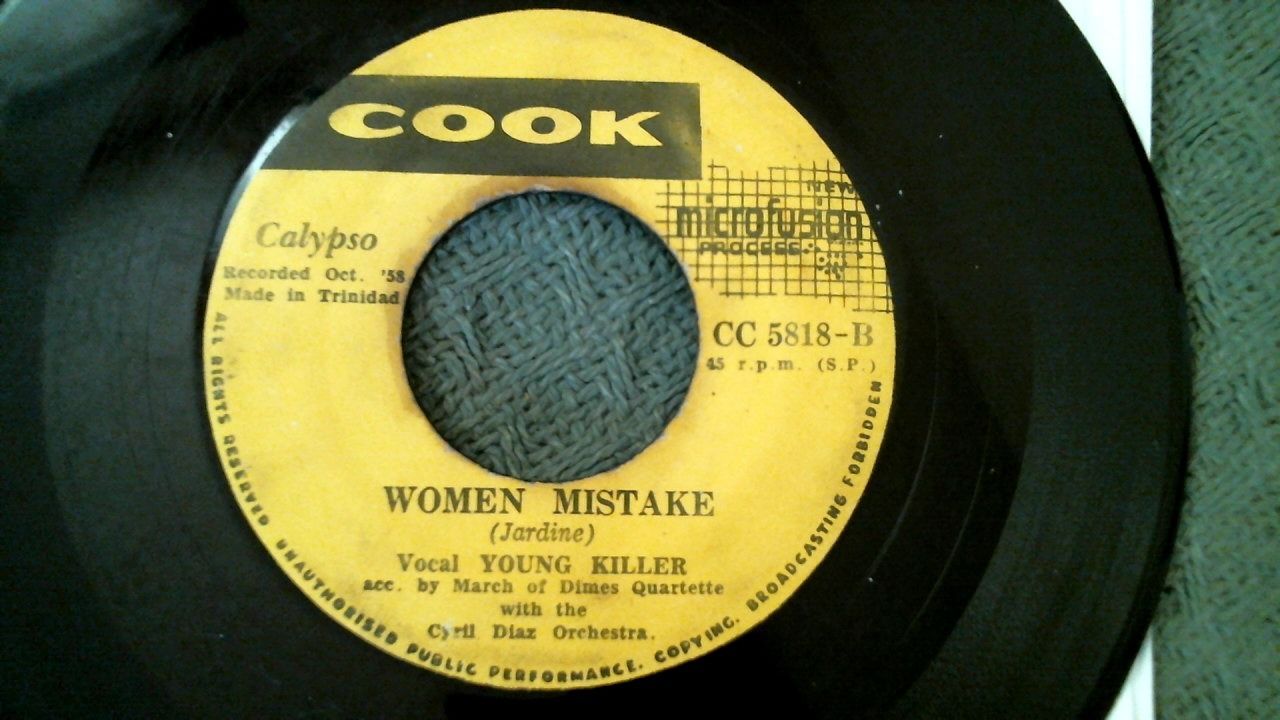 COOK
NEW
microfusion
PROCESS
Calypso
Recorded Oct. '58
Made in Trinidad
CC 5818-B
45 r.p.m. (S.P.)
WOMEN MISTAKE
(Jardine)
Vocal YOUNG KILLER
acc. by March of Dimes Quartette
with the
Cyril Diaz Orchestra.
ALL RIGHTS RESERVED UNAUTHORISED PUBLIC PERFORMANCE. COPYING. BROADCASTING FORBIDDEN